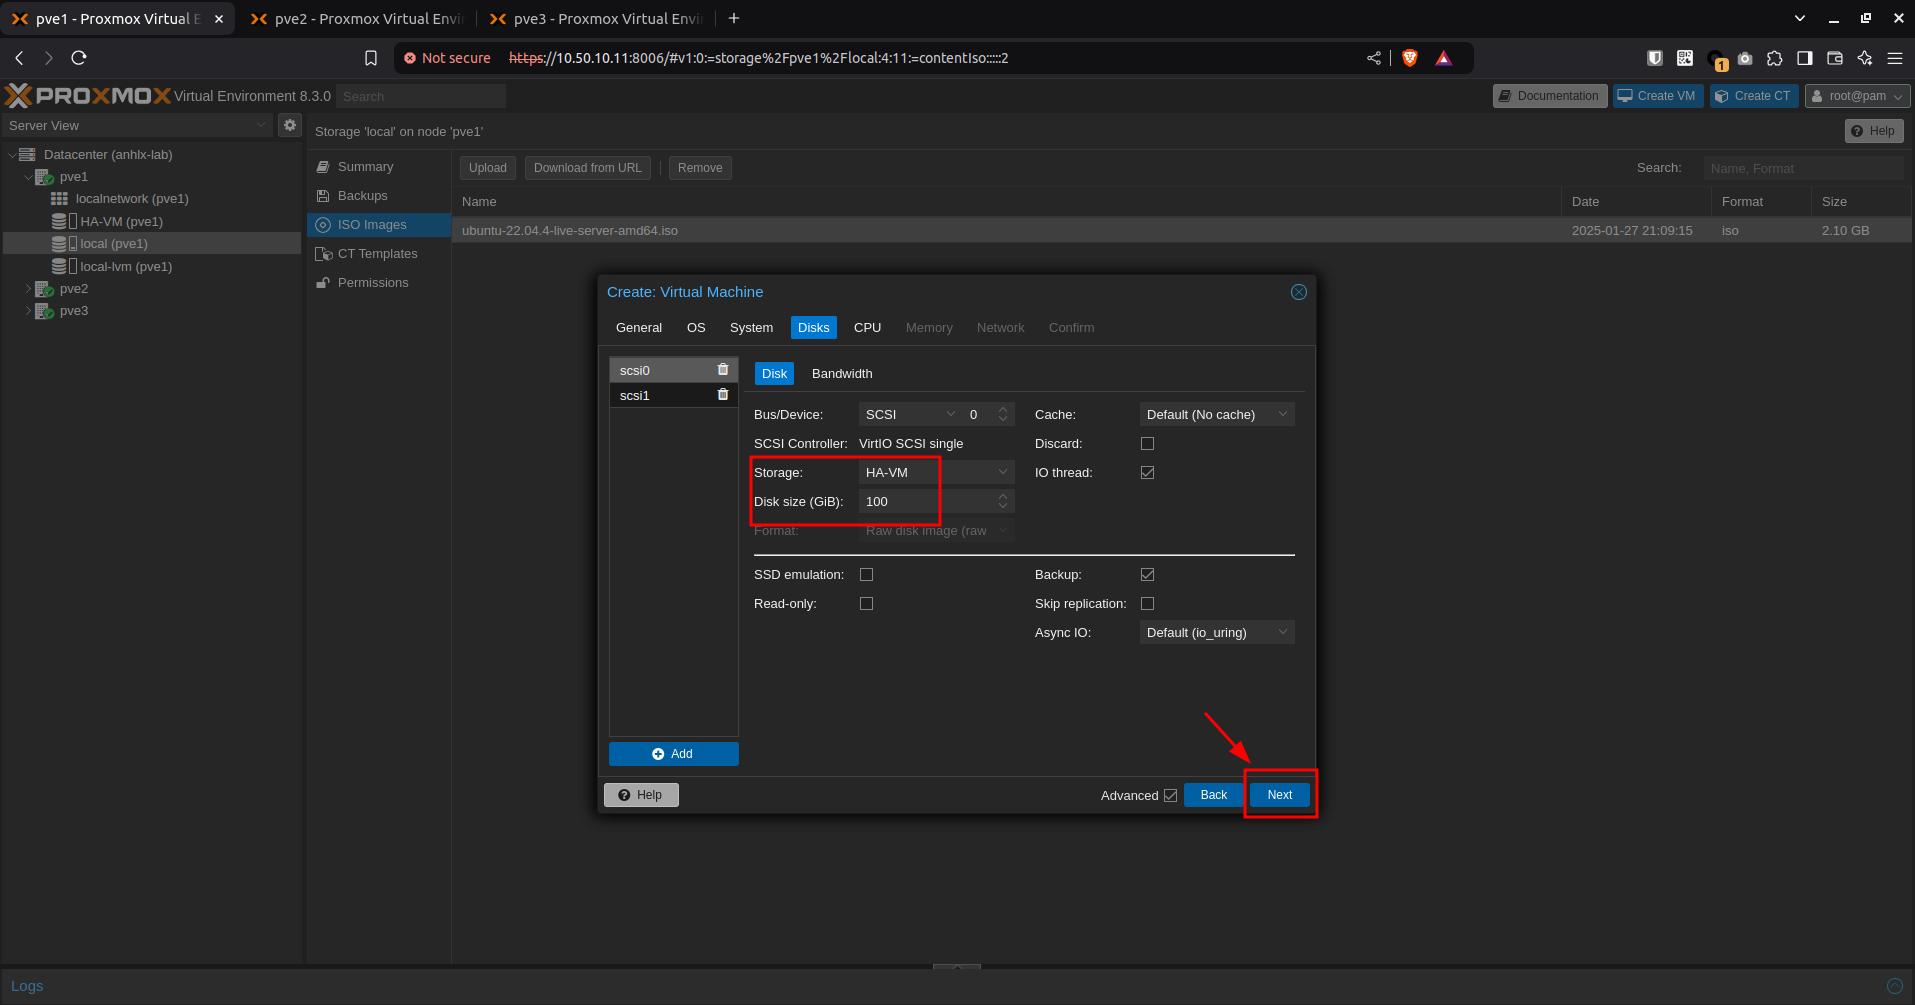 pve1 - Proxmox Virtual E
pve2 - Proxmox Virtual Envi
pve3 - Proxmox Virtual Envi
Not secure
https://10.50.10.11:8006/#v1:0:=storage%2Fpve1%2Flocal:4:11:=contentIso:::::2
1
PROXMOX Virtual Environment 8.3.0
Search
Documentation
Create VM
Create CT
root@pam
Server View
Storage 'local' on node 'pve1'
Help
Datacenter (anhlx-lab)
pve1
localnetwork (pve1)
HA-VM (pve1)
local (pve1)
local-lvm (pve1)
pve2
pve3
Summary
Backups
ISO Images
CT Templates
Permissions
Upload
Download from URL
Remove
Search:
Name, Format
Name
Date
Format
Size
ubuntu-22.04.4-live-server-amd64.iso
2025-01-27 21:09:15
iso
2.10 GB
Create: Virtual Machine
General
OS
System
Disks
CPU
Memory
Network
Confirm
scsi0
scsi1
Disk
Bandwidth
Bus/Device:
SCSI
0
SCSI Controller:
VirtIO SCSI single
Storage:
HA-VM
Disk size (GiB):
100
Format:
Raw disk image (raw
Cache:
Default (No cache)
Discard:
IO thread:
SSD emulation:
Read-only:
Backup:
Skip replication:
Async IO:
Default (io_uring)
Add
Help
Advanced
Back
Next
Logs